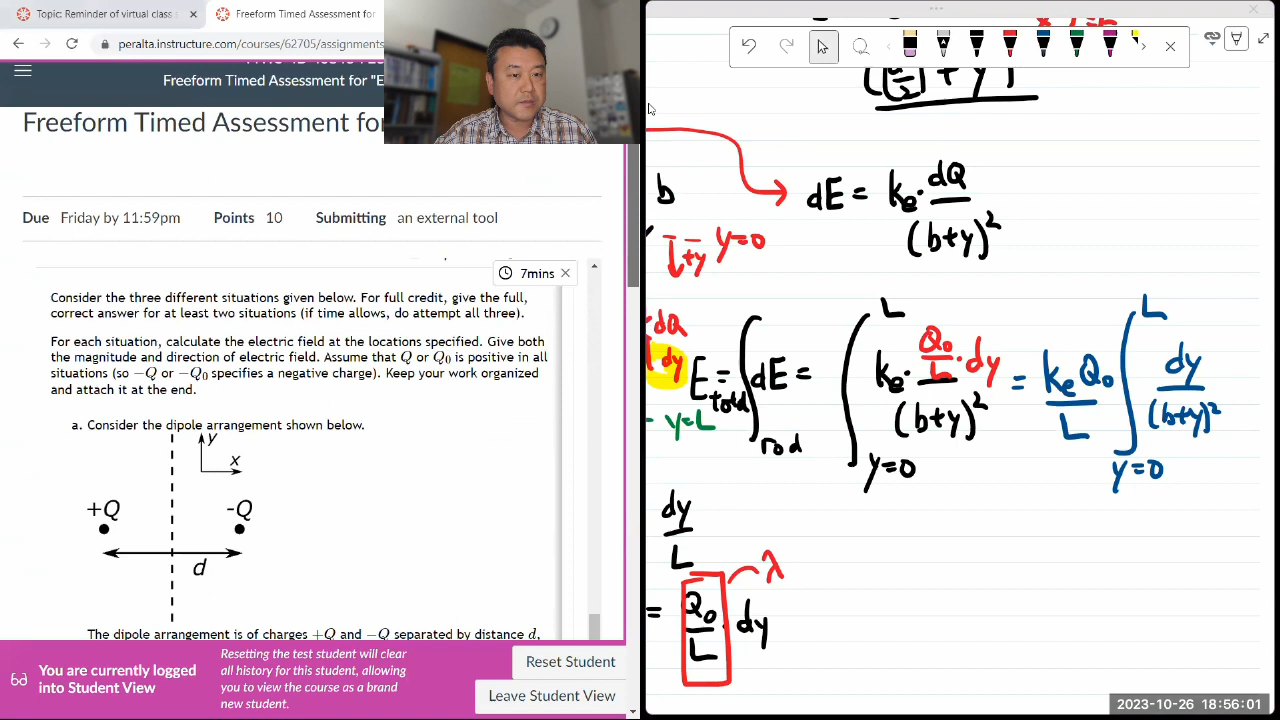 Topic: Reminder of virtual class s
Freeform Timed Assessment for
peralta.instructure.com/courses/62705/assignments
Freeform Timed Assessment for "E
Freeform Timed Assessment for
Due Friday by 11:59pm Points 10 Submitting an external tool
7mins
Consider the three different situations given below. For full credit, give the full,
correct answer for at least two situations (if time allows, do attempt all three).
For each situation, calculate the electric field at the locations specified. Give both
the magnitude and direction of electric field. Assume that Q or Q₀ is positive in all
situations (so −Q or −Q₀ specifies a negative charge). Keep your work organized
and attach it at the end.
a. Consider the dipole arrangement shown below.
y
x
+Q -Q
d
The dipole arrangement is of charges +Q and −Q separated by distance d,
You are currently logged
into Student View
Resetting the test student will clear
all history for this student, allowing
you to view the course as a brand
new student.
Reset Student
Leave Student View
b
dE = ke · dQ / (b+y)²
+y y=0
dQ
dy
y=L
E total = ∫ rod dE = ∫ y=0 L ke · Q₀/L · dy / (b+y)² = ke Q₀ / L ∫ y=0 L dy / (b+y)²
dy
L
λ
= Q₀/L · dy
2023-10-26 18:56:01